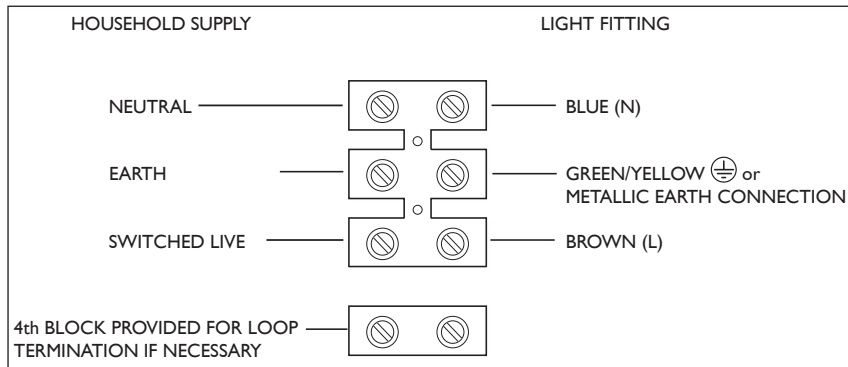 HOUSEHOLD SUPPLY
LIGHT FITTING
NEUTRAL
BLUE (N)
EARTH
GREEN/YELLOW or
METALLIC EARTH CONNECTION
SWITCHED LIVE
BROWN (L)
4th BLOCK PROVIDED FOR LOOP
TERMINATION IF NECESSARY